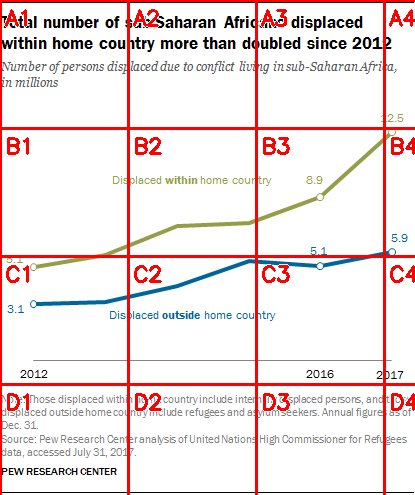 A1 A2 A3 A4
Total number of sub-Saharan Africans displaced
within home country more than doubled since 2012
Number of persons displaced due to conflict living in sub-Saharan Africa,
in millions
12.5
B1 B2 B3 B4
Displaced within home country
8.9
5.9
5.1
5.1
C1 C2 C3 C4
3.1
Displaced outside home country
2012 2016 2017
D1 D2 D3 D4
Note: Those displaced within home country include internally displaced persons, and those
displaced outside home country include refugees and asylum seekers. Annual figures as of
Dec. 31.
Source: Pew Research Center analysis of United Nations High Commissioner for Refugees
data, accessed July 31, 2017.
PEW RESEARCH CENTER